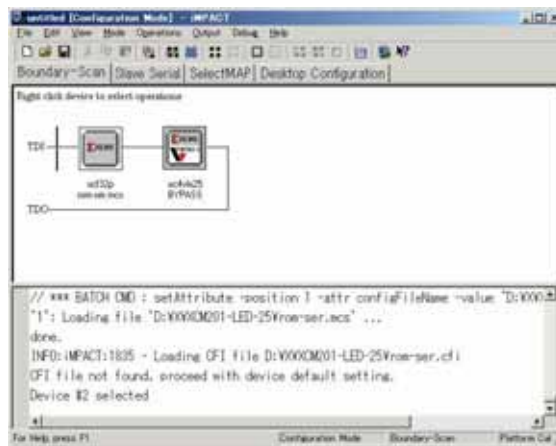 untitled [Configuration Mode] - iMPACT
File Edit View Mode Operations Output Debug Help
Boundary-Scan Slave Serial SelectMAP Desktop Configuration
Right click device to select operations
TDI
xcf32p
rom-ser.mcs
BYPASS
TDO
// *** BATCH CMD : setAttribute -position 1 -attr configFileName -value "D:¥XX
'1': Loading file 'D:¥XXXCM201-LED-25¥rom-ser.mcs' ...
done.
INFO:iMPACT:1835 - Loading CFI file D:¥XXXCM201-LED-25¥rom-ser.cfi
CFI file not found, proceed with device default setting.
Device #2 selected
For Help, press F1
Configuration Mode Boundary-Scan